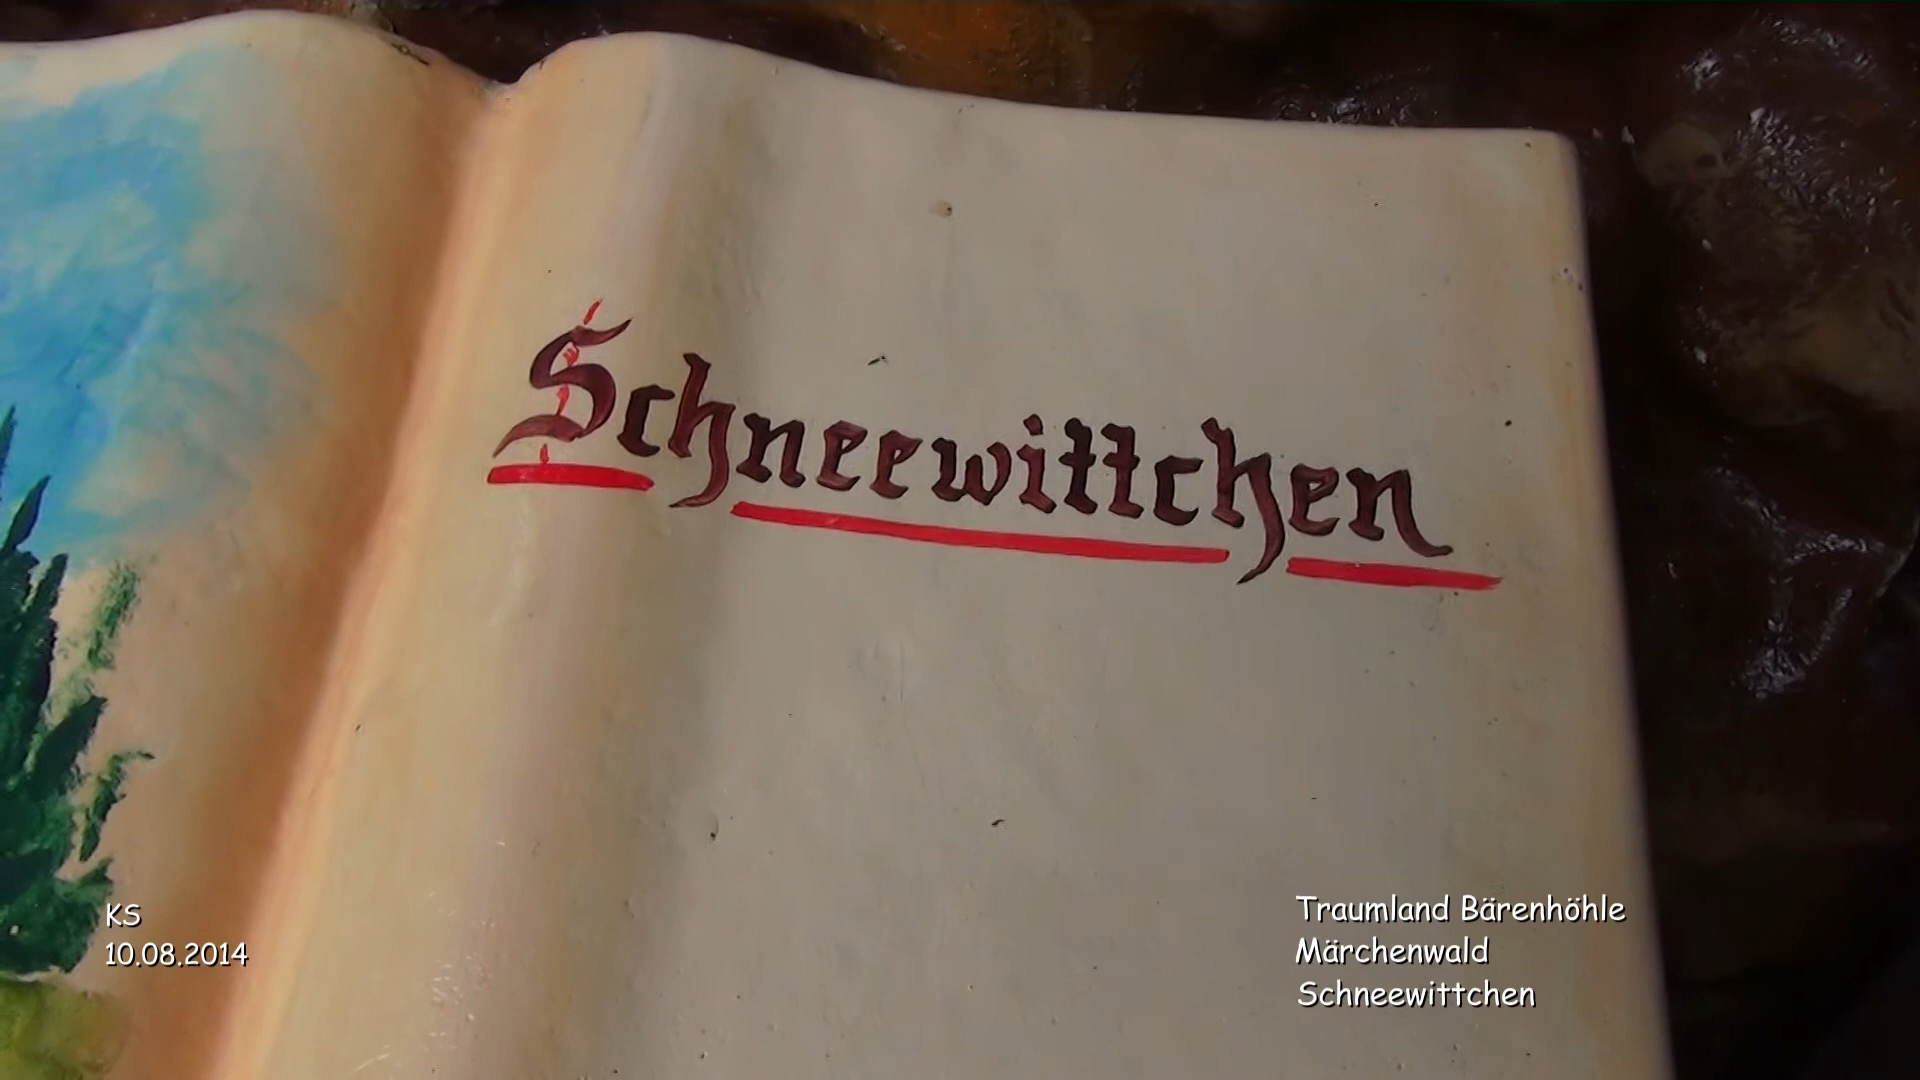 Schneewittchen
KS
10.08.2014
Traumland Bärenhöhle
Märchenwald
Schneewittchen